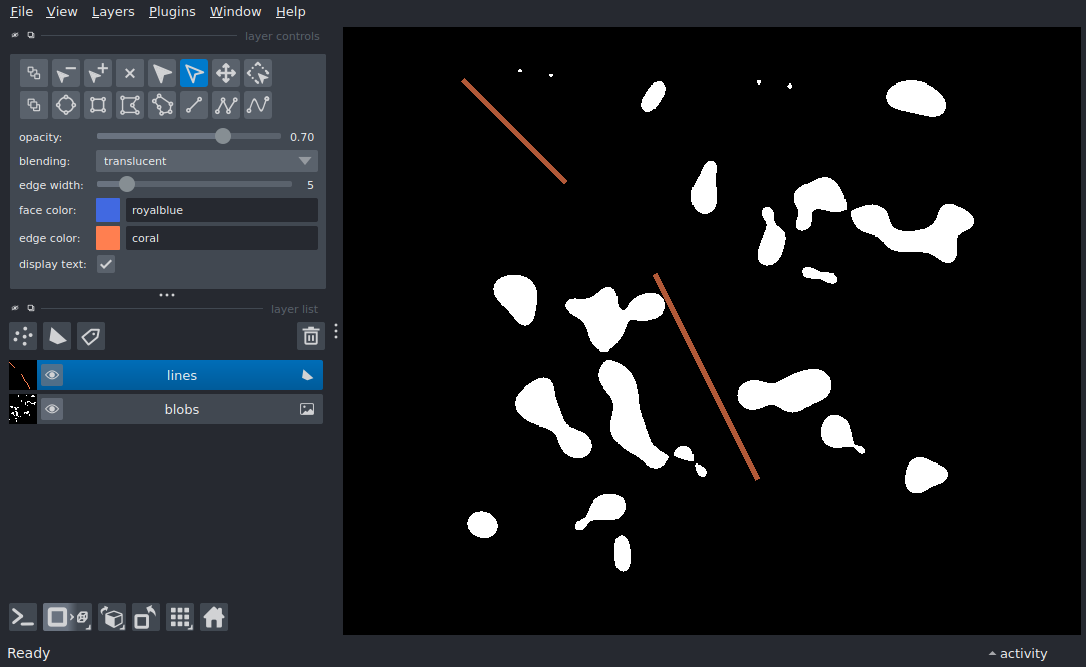 File View Layers Plugins Window Help
layer controls
opacity: 0.70
blending: translucent
edge width: 5
face color: royalblue
edge color: coral
display text:
layer list
lines
blobs
Ready
activity